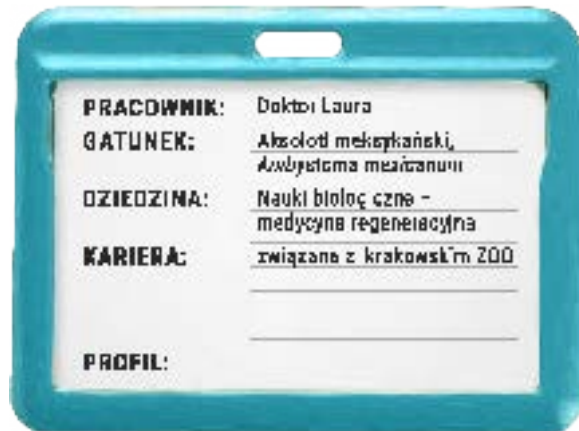 PRACOWNIK: Doktor Laura
GATUNEK: Aksolotl meksykański,
Ambystoma mexicanum
DZIEDZINA: Nauki biologiczne –
medycyna regeneracyjna
KARIERA: związana z krakowskim ZOO
PROFIL: